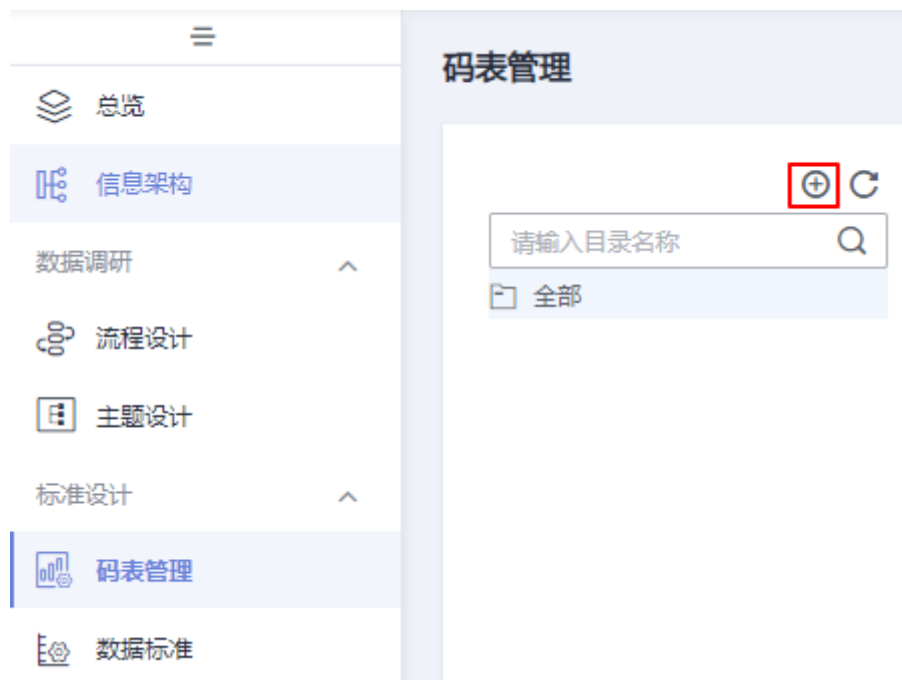 总览
信息架构
数据调研
流程设计
主题设计
标准设计
码表管理
数据标准
码表管理
请输入目录名称
全部